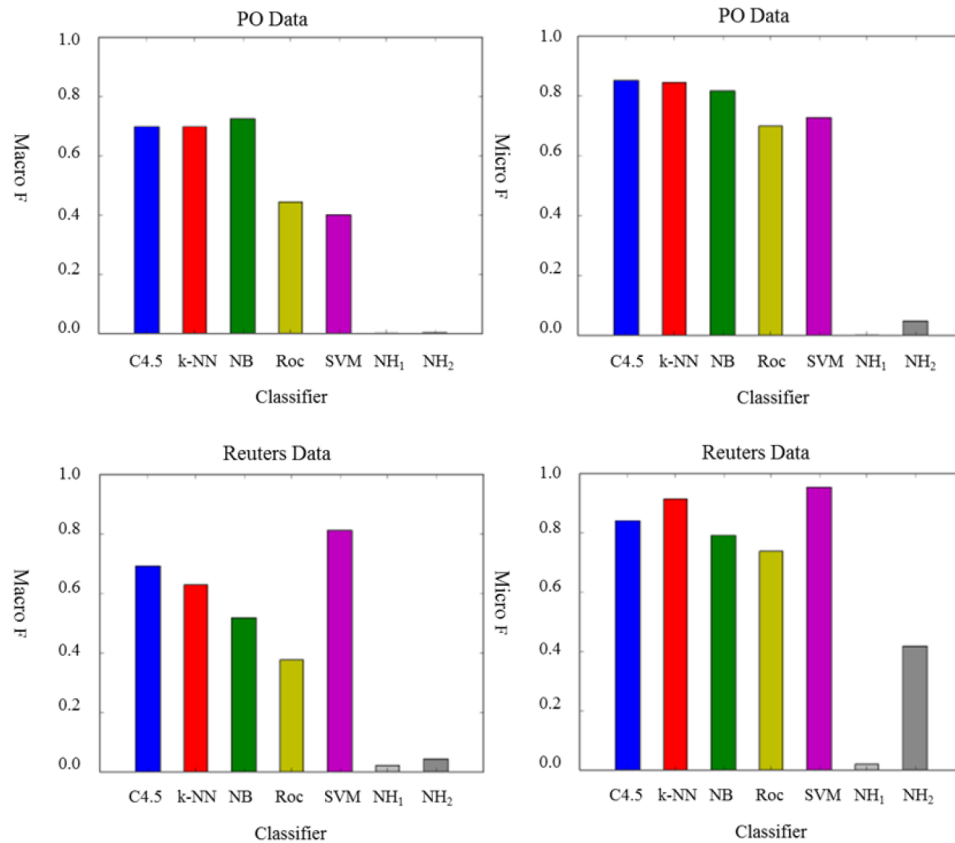 PO Data
1.0
0.8
0.6
0.4
0.2
0.0
Macro F
C4.5 k-NN NB Roc SVM NH₁ NH₂
Classifier
PO Data
1.0
0.8
0.6
0.4
0.2
0.0
Micro F
C4.5 k-NN NB Roc SVM NH₁ NH₂
Classifier
Reuters Data
1.0
0.8
0.6
0.4
0.2
0.0
Macro F
C4.5 k-NN NB Roc SVM NH₁ NH₂
Classifier
Reuters Data
1.0
0.8
0.6
0.4
0.2
0.0
Micro F
C4.5 k-NN NB Roc SVM NH₁ NH₂
Classifier